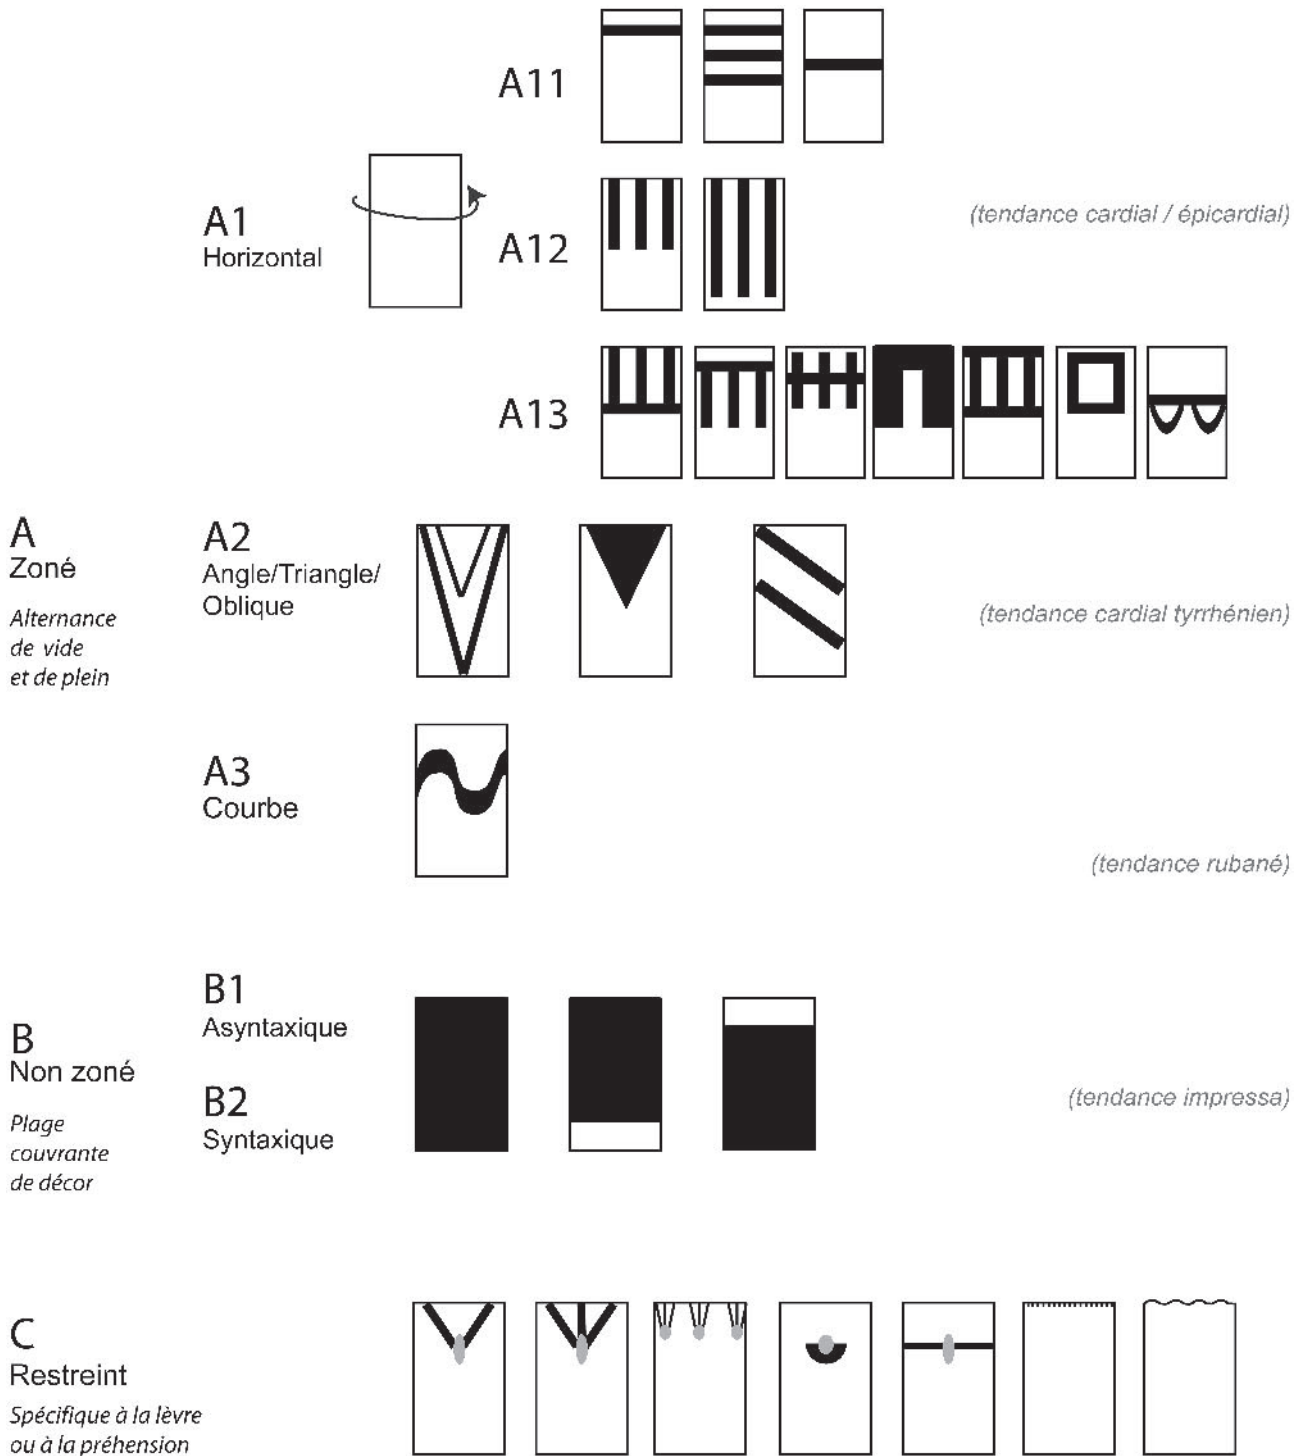 A11
A1
Horizontal
(tendance cardial / épicardial)
A12
A13
A
Zoné
Alternance
de vide
et de plein
A2
Angle/Triangle/
Oblique
(tendance cardial tyrrhénien)
A3
Courbe
(tendance rubané)
B
Non zoné
Plage
couvrante
de décor
B1
Asyntaxique
B2
Syntaxique
(tendance impressa)
C
Restreint
Spécifique à la lèvre
ou à la préhension